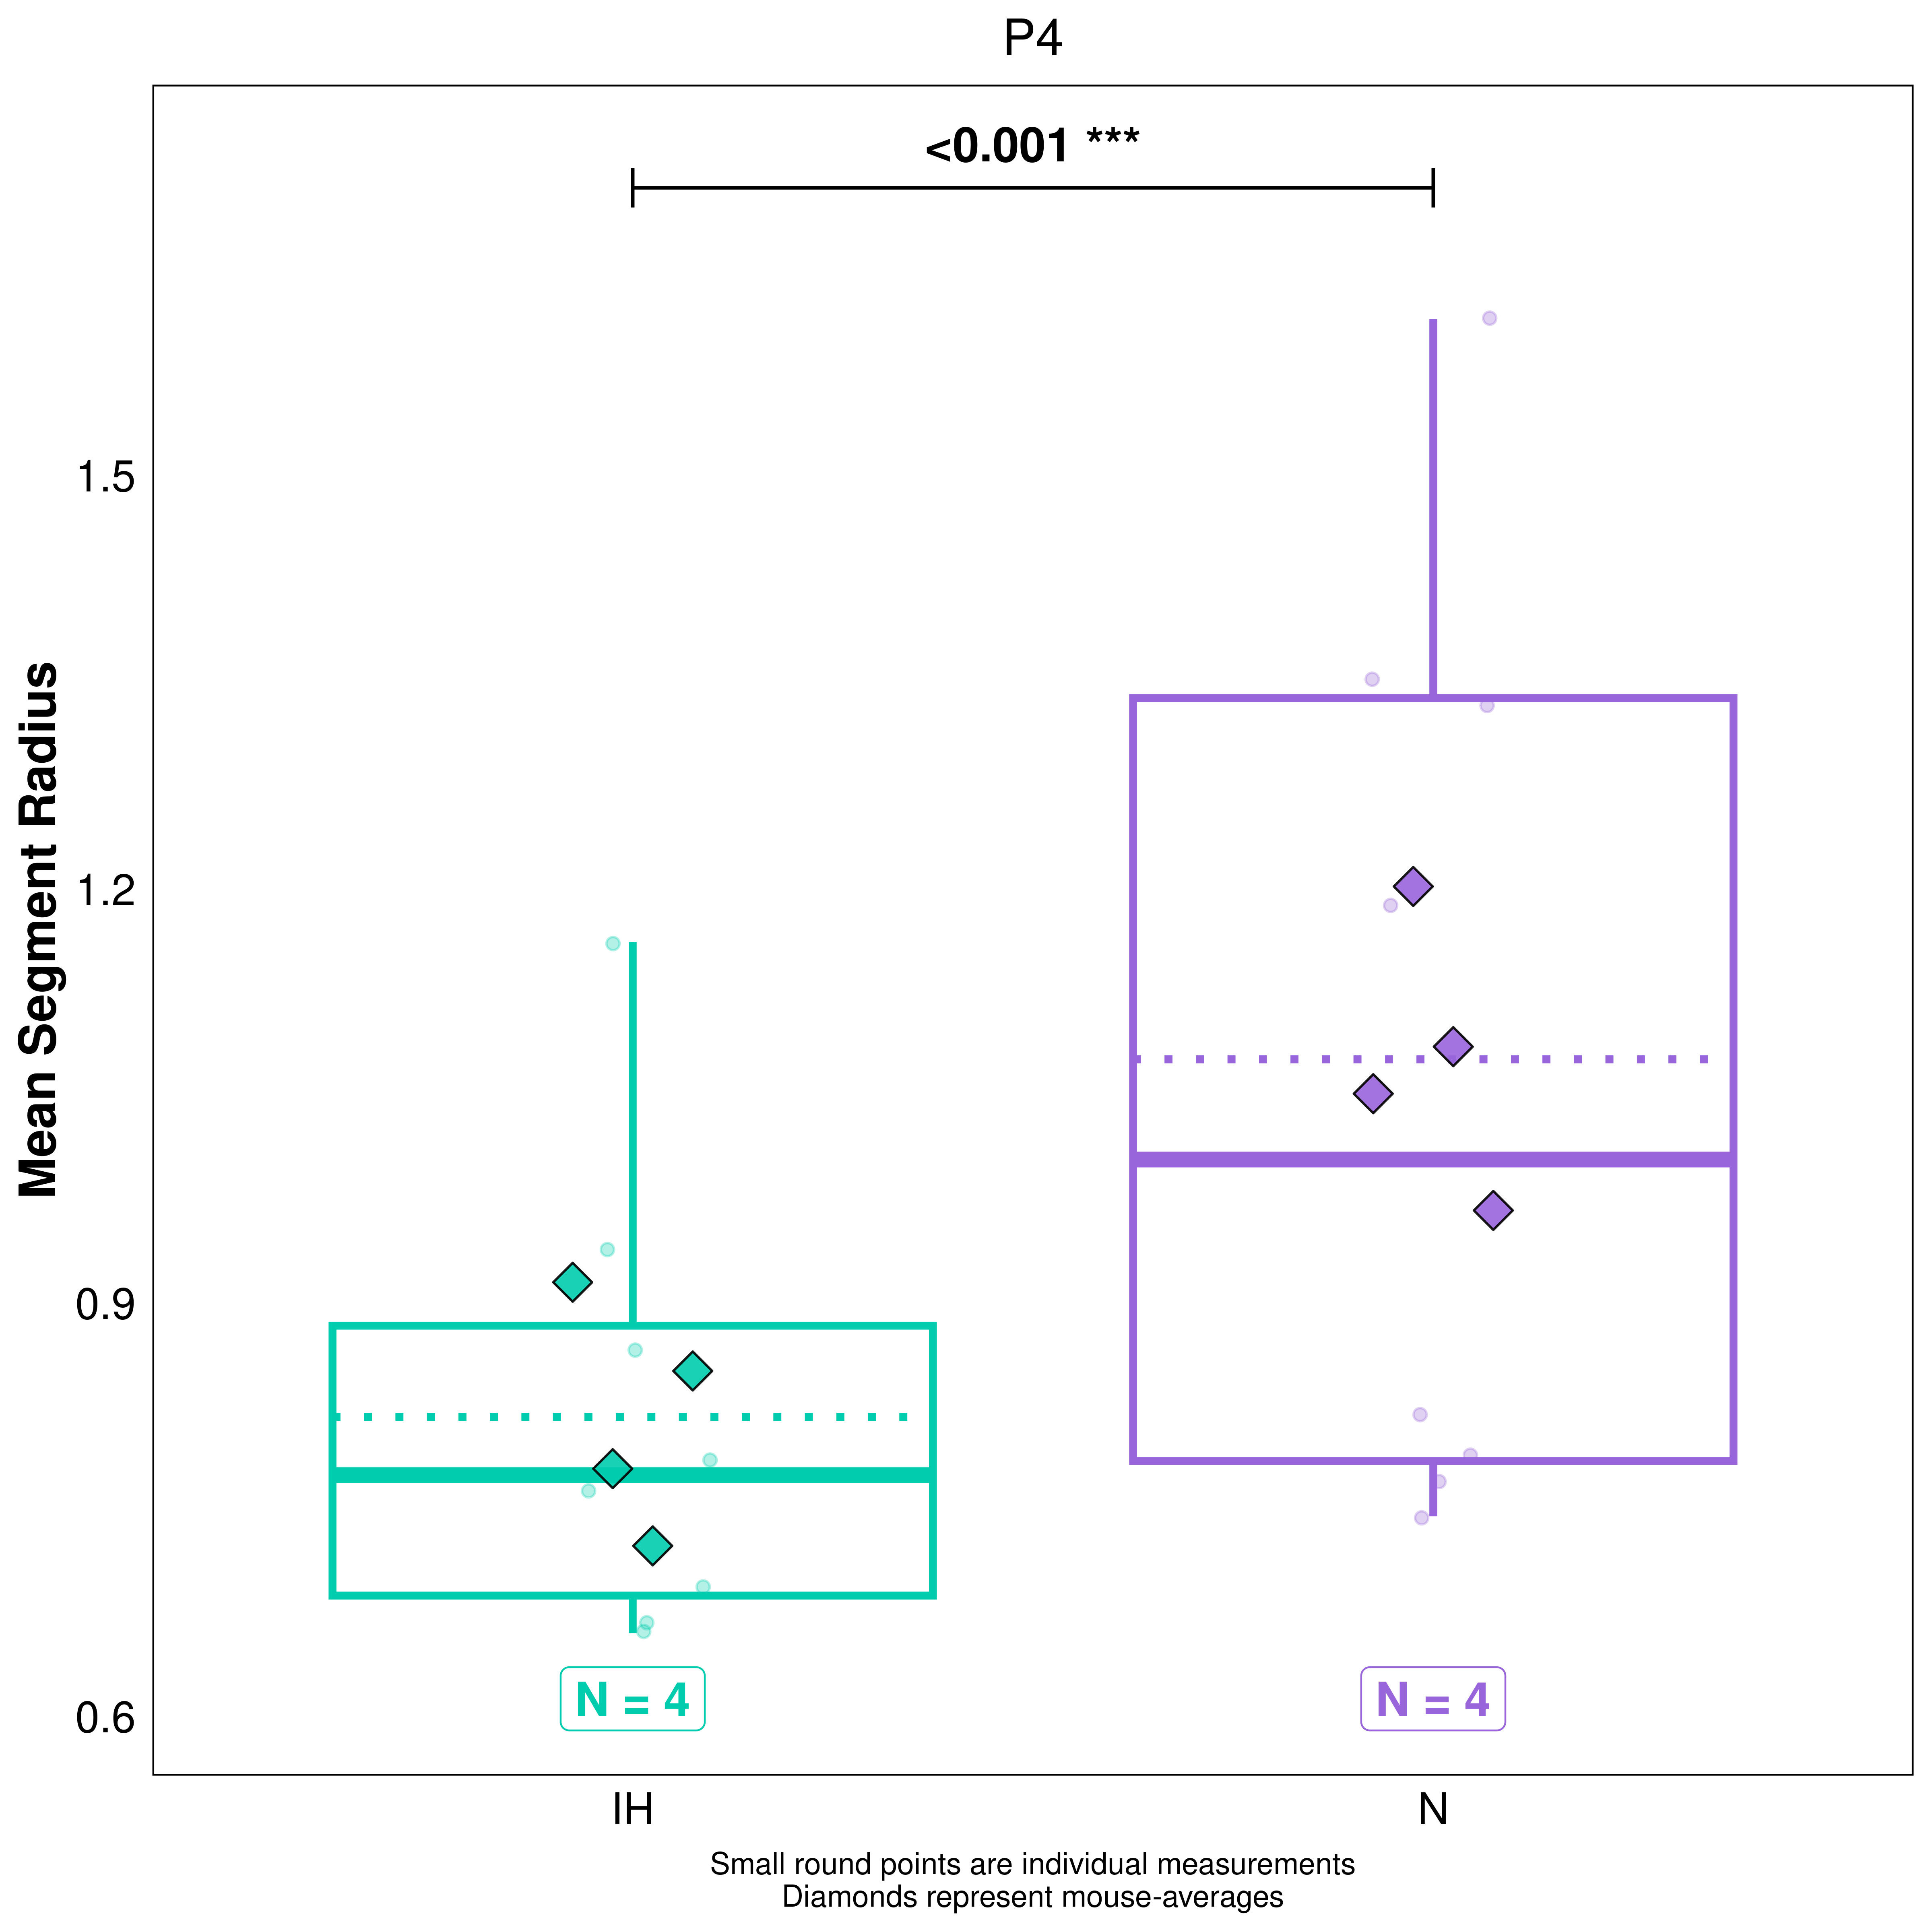 P4
<0.001 ***
Mean Segment Radius
1.5
1.2
0.9
0.6
N = 4
N = 4
IH
N
Small round points are individual measurements
Diamonds represent mouse-averages